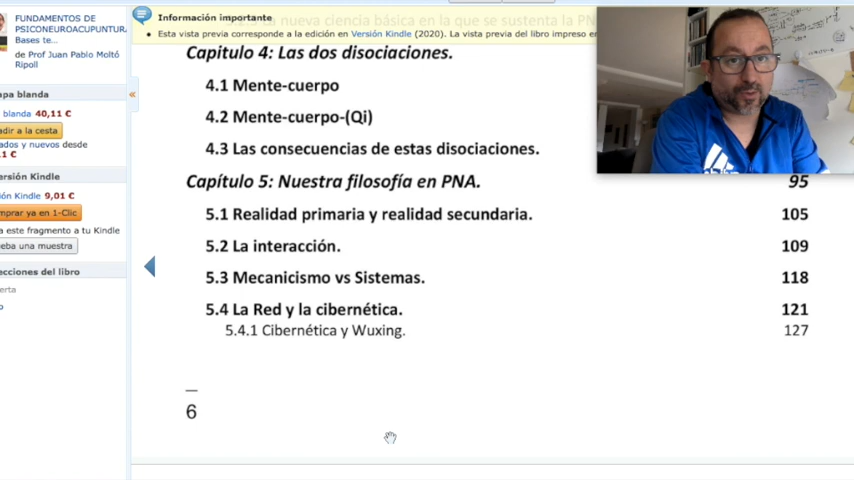 FUNDAMENTOS DE
PSICONEUROACUPUNTUR
Bases te...
de Prof Juan Pablo Moltó
Ripoll
apa blanda
blanda 40,11 €
adir a la cesta
ados y nuevos desde
1 €
ersión Kindle
ión Kindle 9,01 €
mprar ya en 1-Clic
a este fragmento a tu Kindle
eba una muestra
ecciones del libro
erta
«
Información importante
• Esta vista previa corresponde a la edición en Versión Kindle (2020). La vista previa del libro impreso en
nueva ciencia básica en la que se sustenta la PN
Capitulo 4: Las dos disociaciones.
4.1 Mente-cuerpo
4.2 Mente-cuerpo-(Qi)
4.3 Las consecuencias de estas disociaciones.
Capítulo 5: Nuestra filosofía en PNA. 95
5.1 Realidad primaria y realidad secundaria. 105
5.2 La interacción. 109
5.3 Mecanicismo vs Sistemas. 118
5.4 La Red y la cibernética. 121
5.4.1 Cibernética y Wuxing. 127
6
adidas